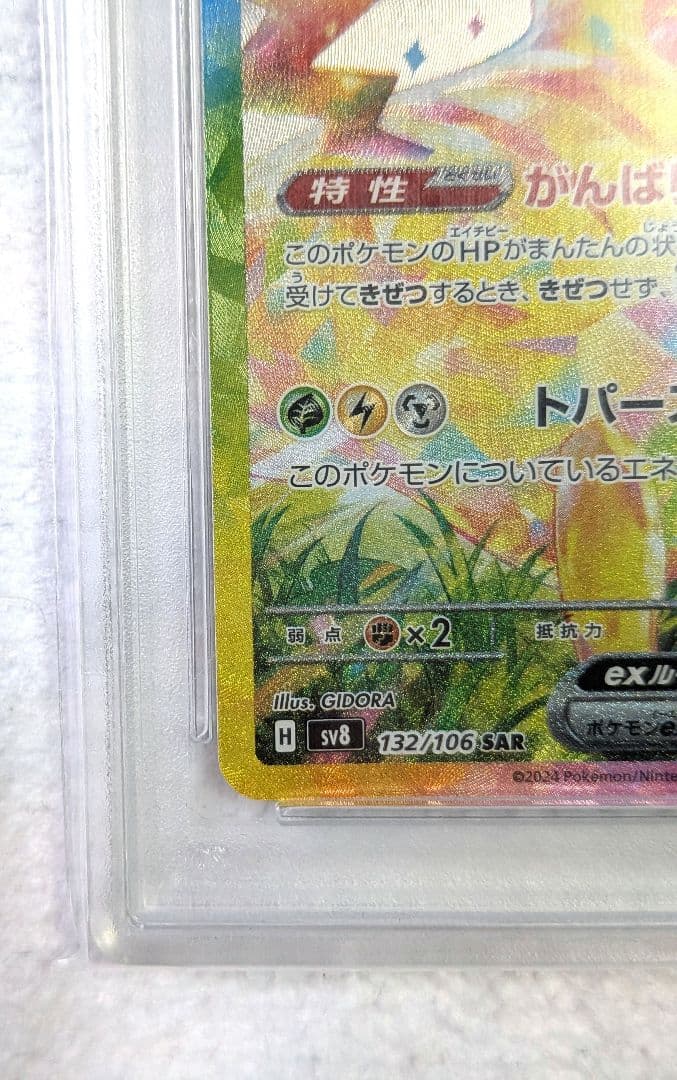 特性 がんば
エイチピー じょう
このポケモンのHPがまんたんの状
う
受けてきぜつするとき、きぜつせず、
トパー
このポケモンについているエネ
弱点 ×2 抵抗力
Illus. GIDORA
exル
H SV8 132/106 SAR
ポケモンe
©2024 Pokémon/Ninte